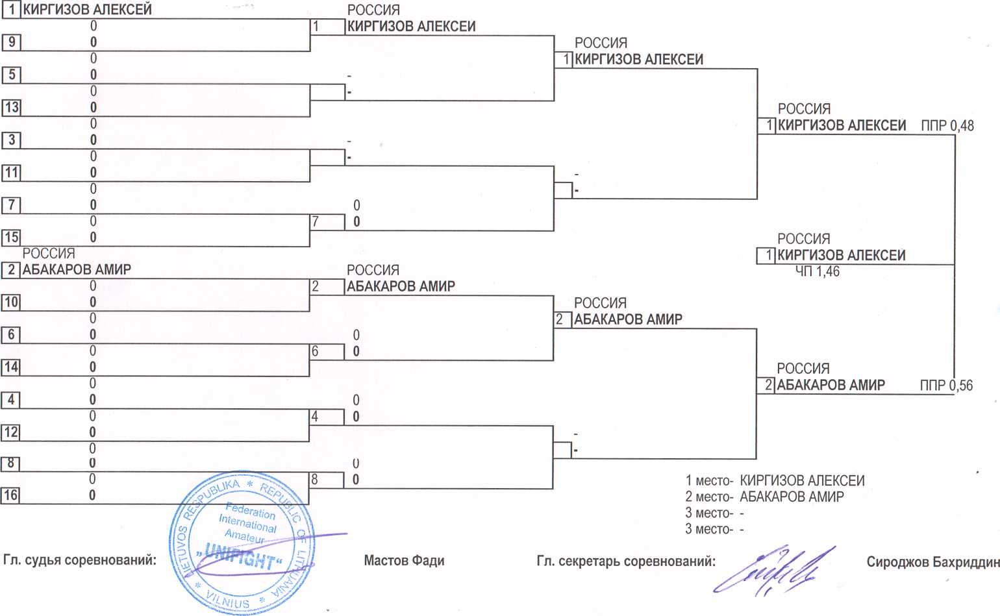 1 КИРГИЗОВ АЛЕКСЕЙ
0
9 0
0
5 0
0
13 0
0
3 0
0
11 0
0
7 0
0
15 0
РОССИЯ
2 АБАКАРОВ АМИР
0
10 0
0
6 0
0
14 0
0
4 0
0
12 0
0
8 0
0
16 0
РОССИЯ
1 КИРГИЗОВ АЛЕКСЕИ
-
-
-
-
0
7 0
РОССИЯ
2 АБАКАРОВ АМИР
0
6 0
0
4 0
0
8 0
РОССИЯ
1 КИРГИЗОВ АЛЕКСЕИ
-
-
РОССИЯ
2 АБАКАРОВ АМИР
-
-
РОССИЯ
1 КИРГИЗОВ АЛЕКСЕИ ППР 0,48
РОССИЯ
1 КИРГИЗОВ АЛЕКСЕИ
ЧП 1,46
РОССИЯ
2 АБАКАРОВ АМИР ППР 0,56
1 место- КИРГИЗОВ АЛЕКСЕИ
2 место- АБАКАРОВ АМИР
3 место- -
3 место- -
LIETUVOS RESPUBLIKA * REPUBLIC OF LITHUANIA * VILNIUS *
Federation
International
Amateur
„UNIFIGHT“
Гл. судья соревнований: Мастов Фади Гл. секретарь соревнований: Сироджов Бахриддин